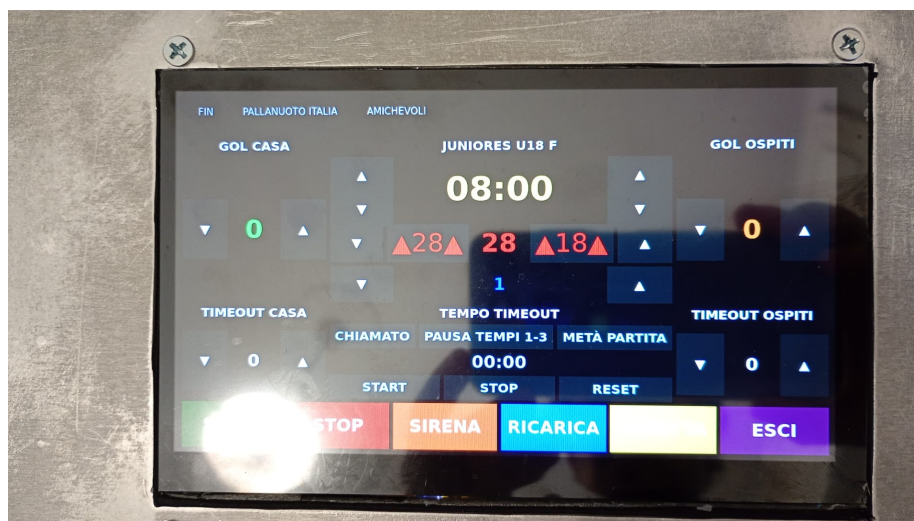 FIN PALLANUOTO ITALIA AMICHEVOLI
GOL CASA JUNIORES U18 F GOL OSPITI
08:00
0 28 28 18 0
1
TIMEOUT CASA TEMPO TIMEOUT TIMEOUT OSPITI
CHIAMATO PAUSA TEMPI 1-3 METÀ PARTITA
0 00:00 0
START STOP RESET
STOP SIRENA RICARICA ESCI